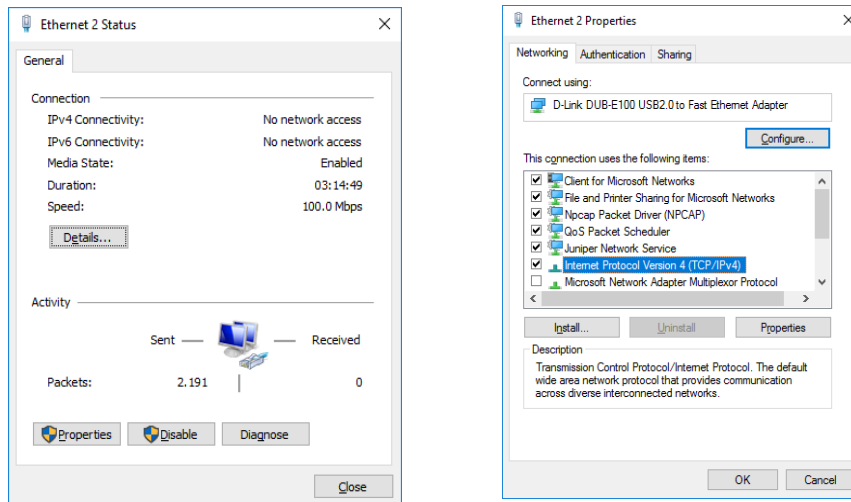 Ethernet 2 Status
General
Connection
IPv4 Connectivity: No network access
IPv6 Connectivity: No network access
Media State: Enabled
Duration: 03:14:49
Speed: 100.0 Mbps
Details...
Activity
Sent Received
Packets: 2.191 0
Properties Disable Diagnose
Close
Ethernet 2 Properties
Networking Authentication Sharing
Connect using:
D-Link DUB-E100 USB2.0 to Fast Ethernet Adapter
Configure...
This connection uses the following items:
Client for Microsoft Networks
File and Printer Sharing for Microsoft Networks
Npcap Packet Driver (NPCAP)
QoS Packet Scheduler
Juniper Network Service
Internet Protocol Version 4 (TCP/IPv4)
Microsoft Network Adapter Multiplexor Protocol
Install... Uninstall Properties
Description
Transmission Control Protocol/Internet Protocol. The default
wide area network protocol that provides communication
across diverse interconnected networks.
OK Cancel